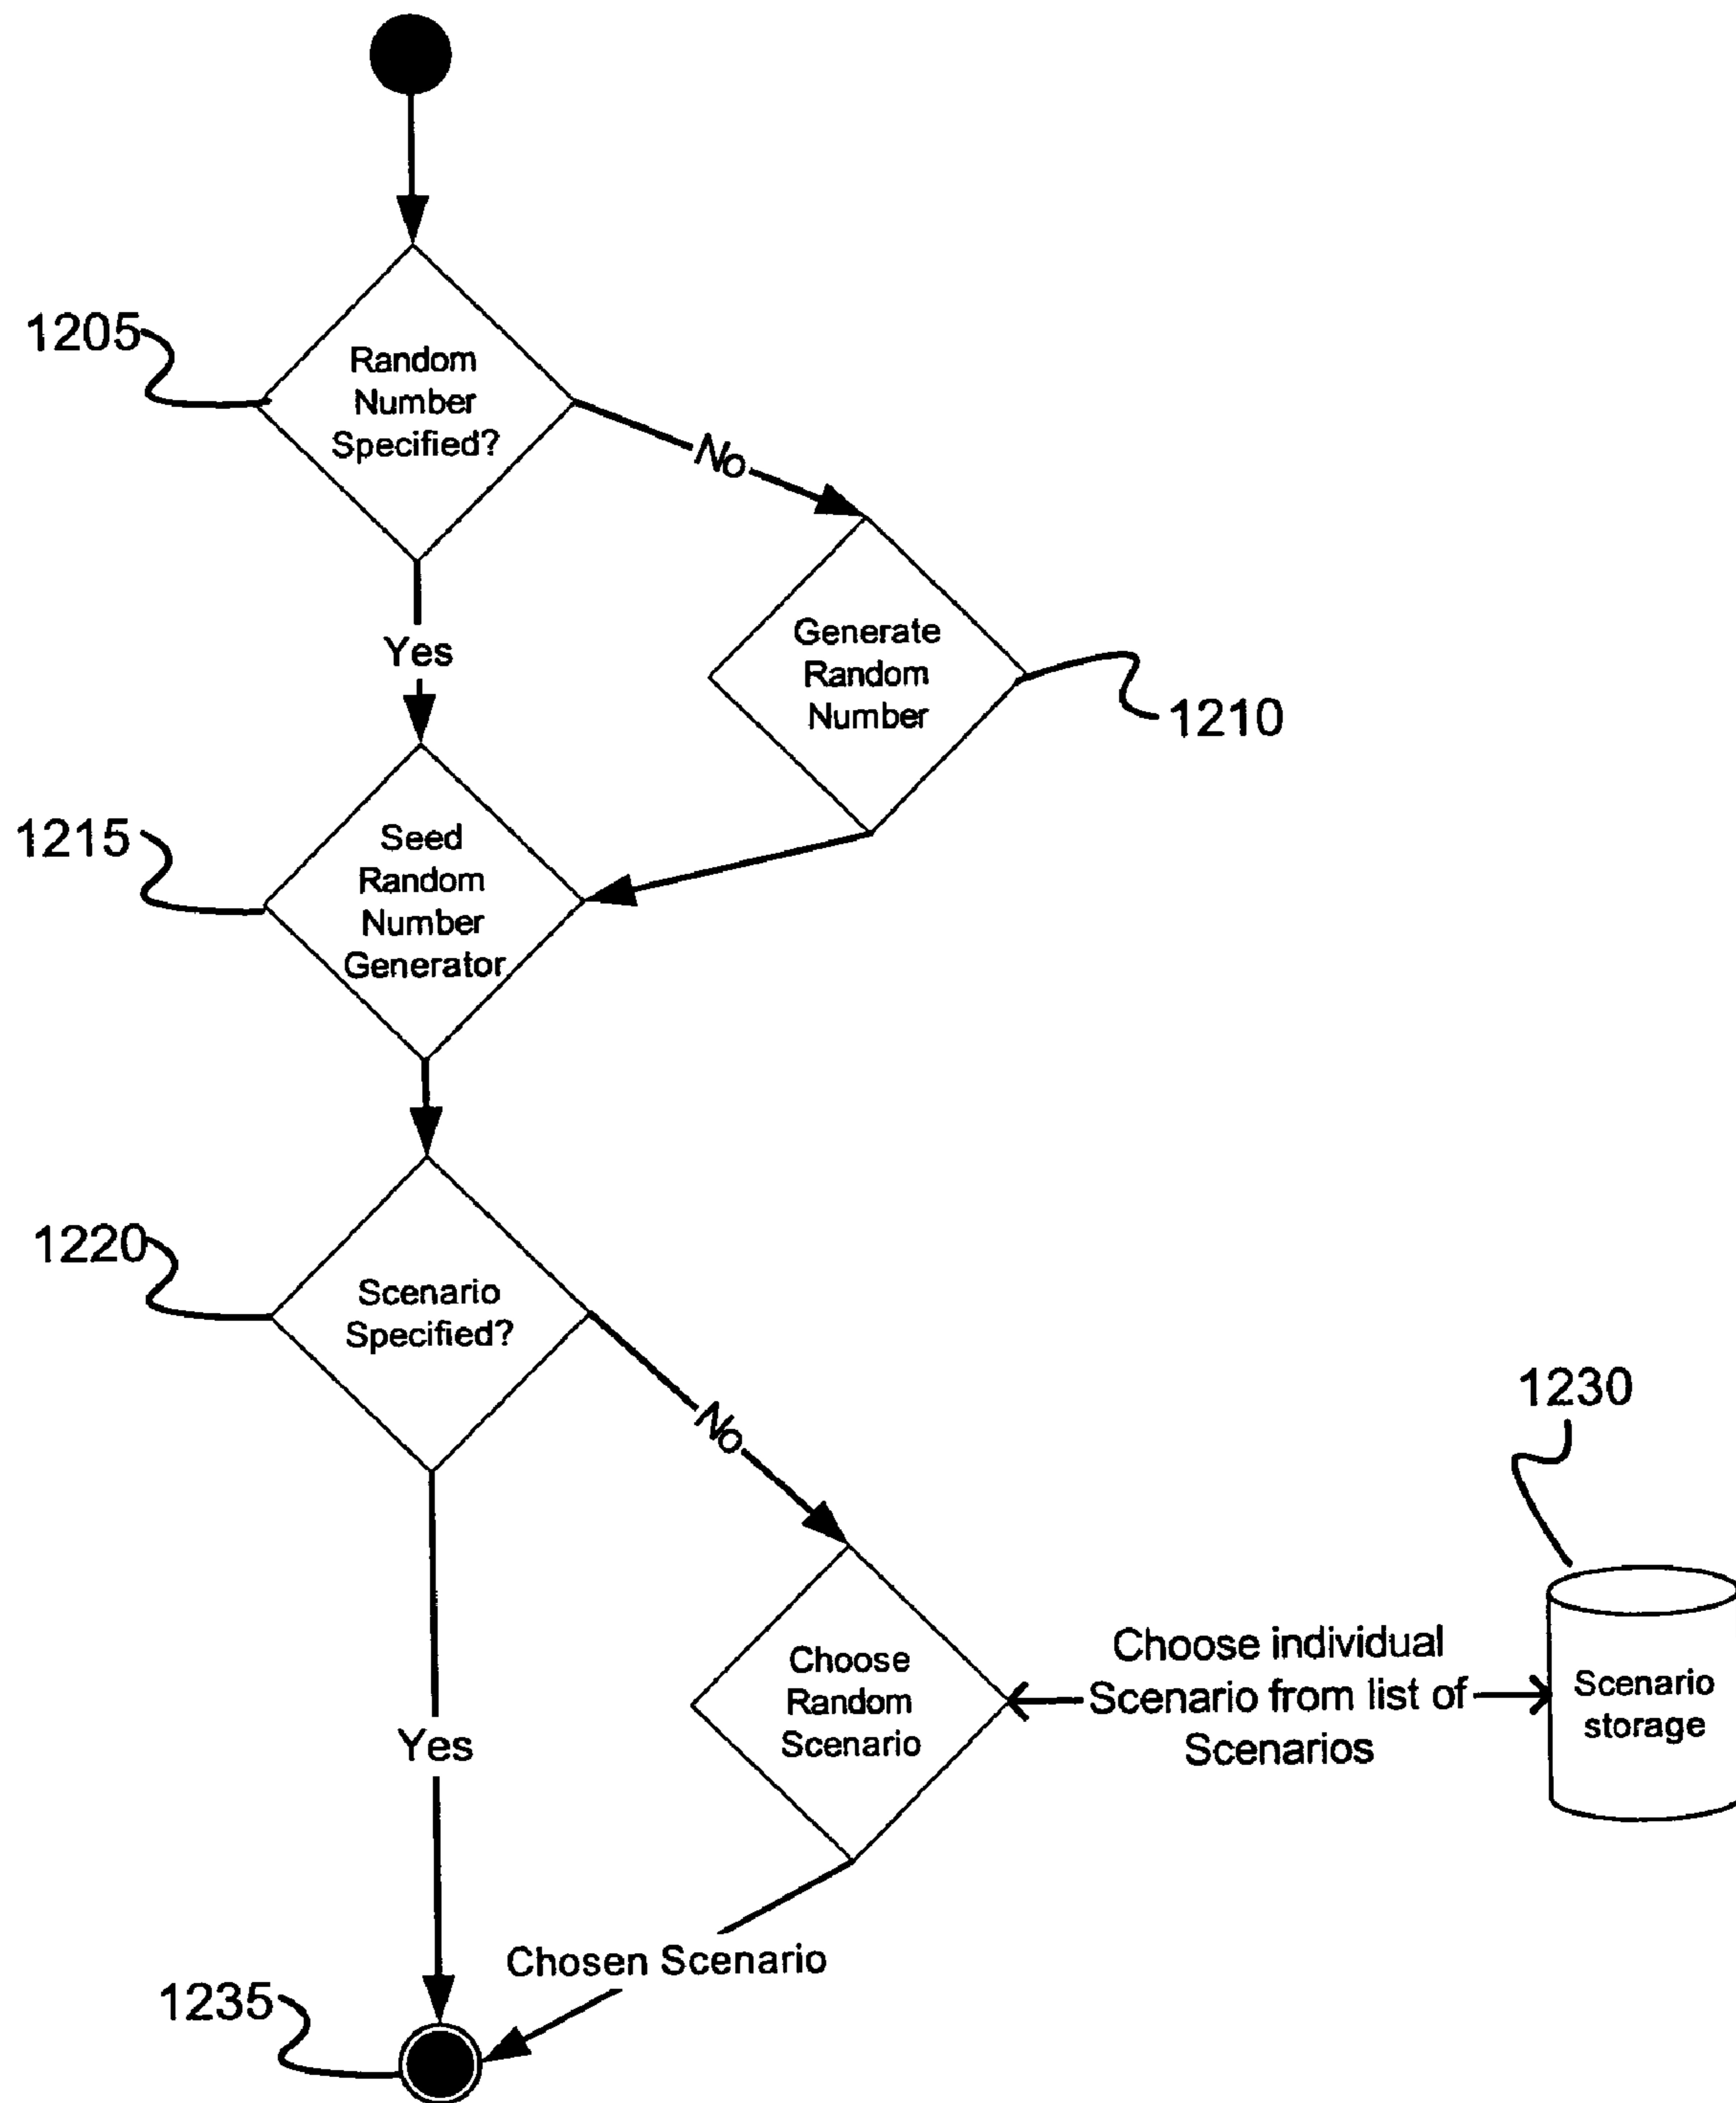 1205
Random
Number
Specified?
No
Yes
Generate
Random
Number
1210
1215
Seed
Random
Number
Generator
1220
Scenario
Specified?
No
1230
Yes
Choose
Random
Scenario
Choose individual
Scenario from list of
Scenarios
Scenario
storage
Chosen Scenario
1235